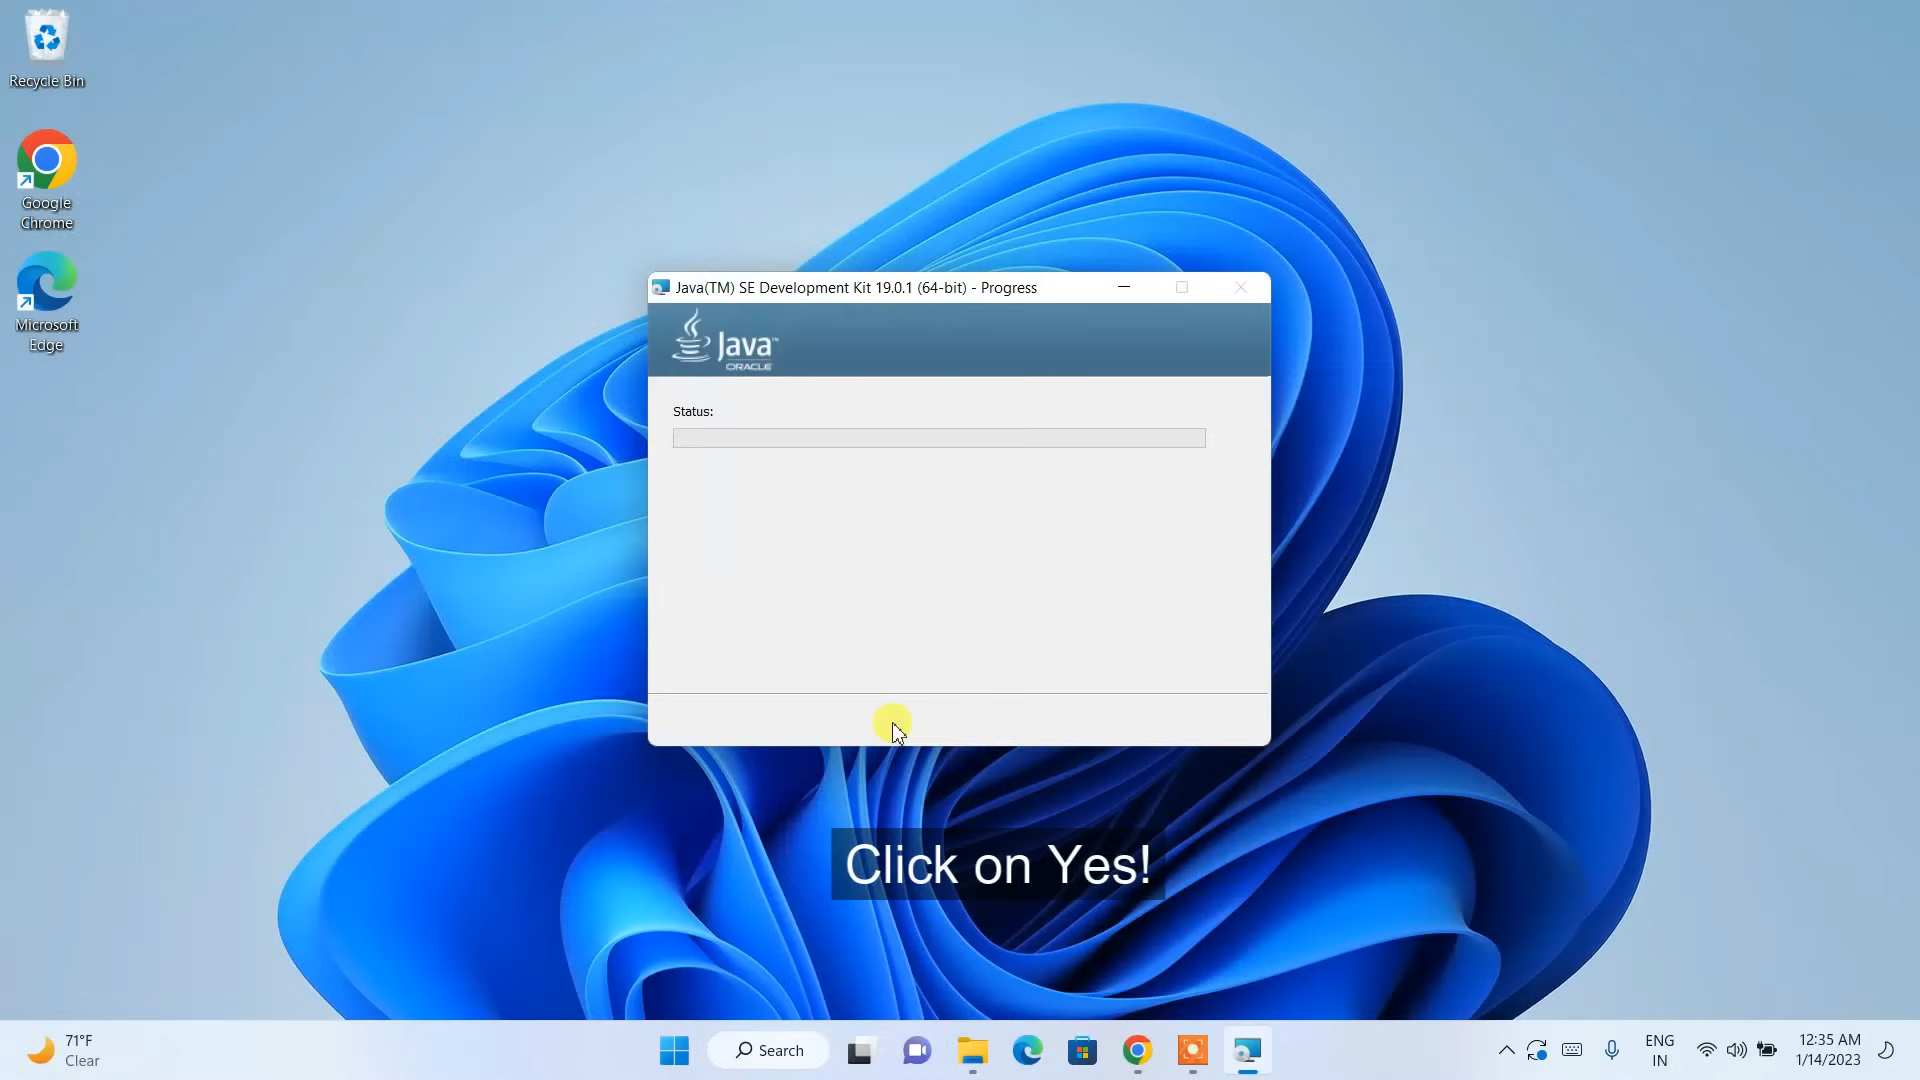 Recycle Bin
Google
Chrome
Microsoft
Edge
Java(TM) SE Development Kit 19.0.1 (64-bit) - Progress
Java™
ORACLE
Status:
Click on Yes!
71°F
Clear
Search
ENG
IN
12:35 AM
1/14/2023